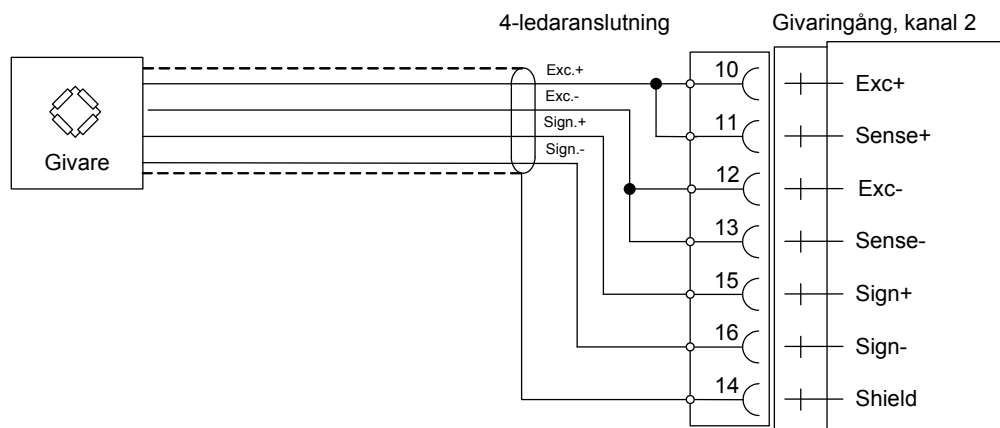 4-ledaranslutning Givaringång, kanal 2
Exc.+ 10 Exc+
Exc.-
Sign.+ 11 Sense+
Sign.-
Givare
12 Exc-
13 Sense-
15 Sign+
16 Sign-
14 Shield